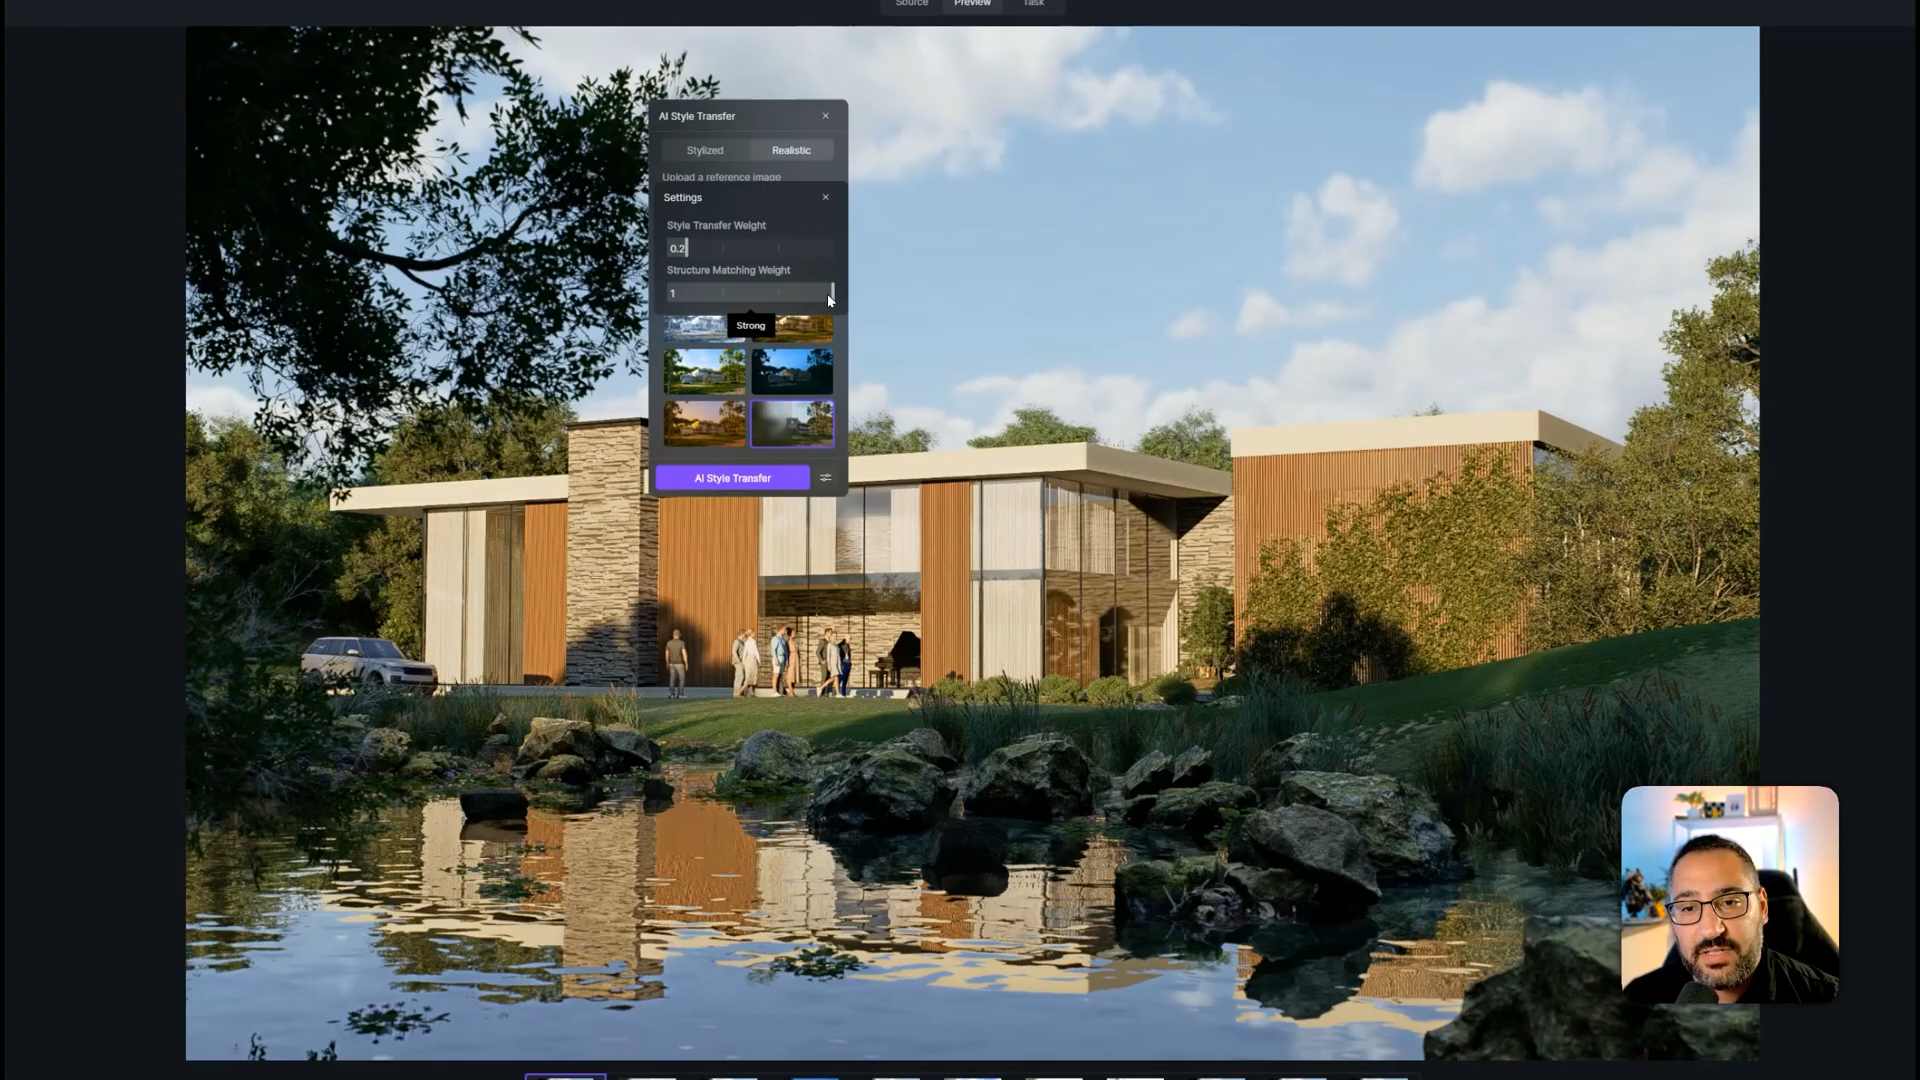 Source Preview Task
AI Style Transfer
Stylized Realistic
Upload a reference image
Settings
Style Transfer Weight
0.2
Structure Matching Weight
1
Strong
AI Style Transfer